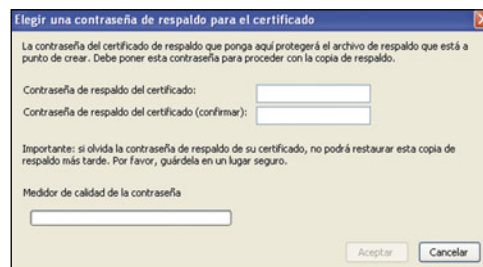 Elegir una contraseña de respaldo para el certificado
La contraseña del certificado de respaldo que ponga aquí protegerá el archivo de respaldo que está a
punto de crear. Debe poner esta contraseña para proceder con la copia de respaldo.
Contraseña de respaldo del certificado:
Contraseña de respaldo del certificado (confirmar):
Importante: si olvida la contraseña de respaldo de su certificado, no podrá restaurar esta copia de
respaldo más tarde. Por favor, guárdela en un lugar seguro.
Medidor de calidad de la contraseña
Aceptar Cancelar